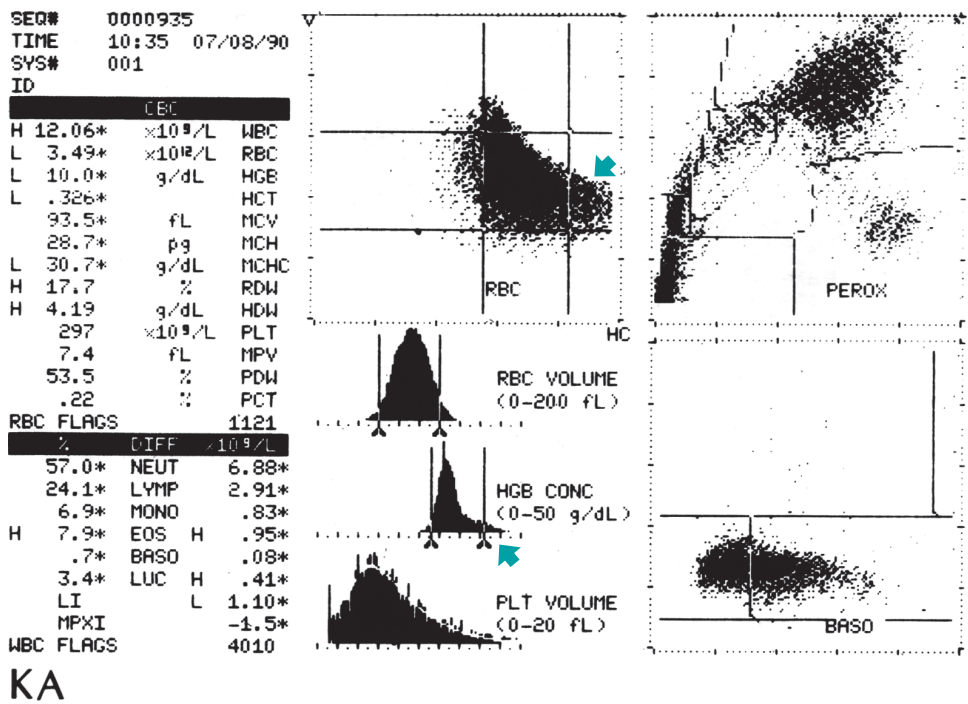 SEQ# 0000935
TIME 10:35 07/08/90
SYS# 001
ID
CBC
H 12.06* ×10⁹/L WBC
L 3.49* ×10¹²/L RBC
L 10.0* g/dL HGB
L .326* HCT
93.5* fL MCV
28.7* pg MCH
L 30.7* g/dL MCHC
H 17.7 % RDW
H 4.19 g/dL HDW
297 ×10⁹/L PLT
7.4 fL MPV
53.5 % PDW
.22 % PCT
RBC FLAGS 1121
% DIFF ×10⁹/L
57.0* NEUT 6.88*
24.1* LYMP 2.91*
6.9* MONO .83*
H 7.9* EOS H .95*
.7* BASO .08*
3.4* LUC H .41*
LI L 1.10*
MPXI -1.5*
WBC FLAGS 4010
KA
V
RBC
HC
RBC VOLUME
(0-200 fL)
HGB CONC
(0-50 g/dL)
PLT VOLUME
(0-20 fL)
PEROX
BASO